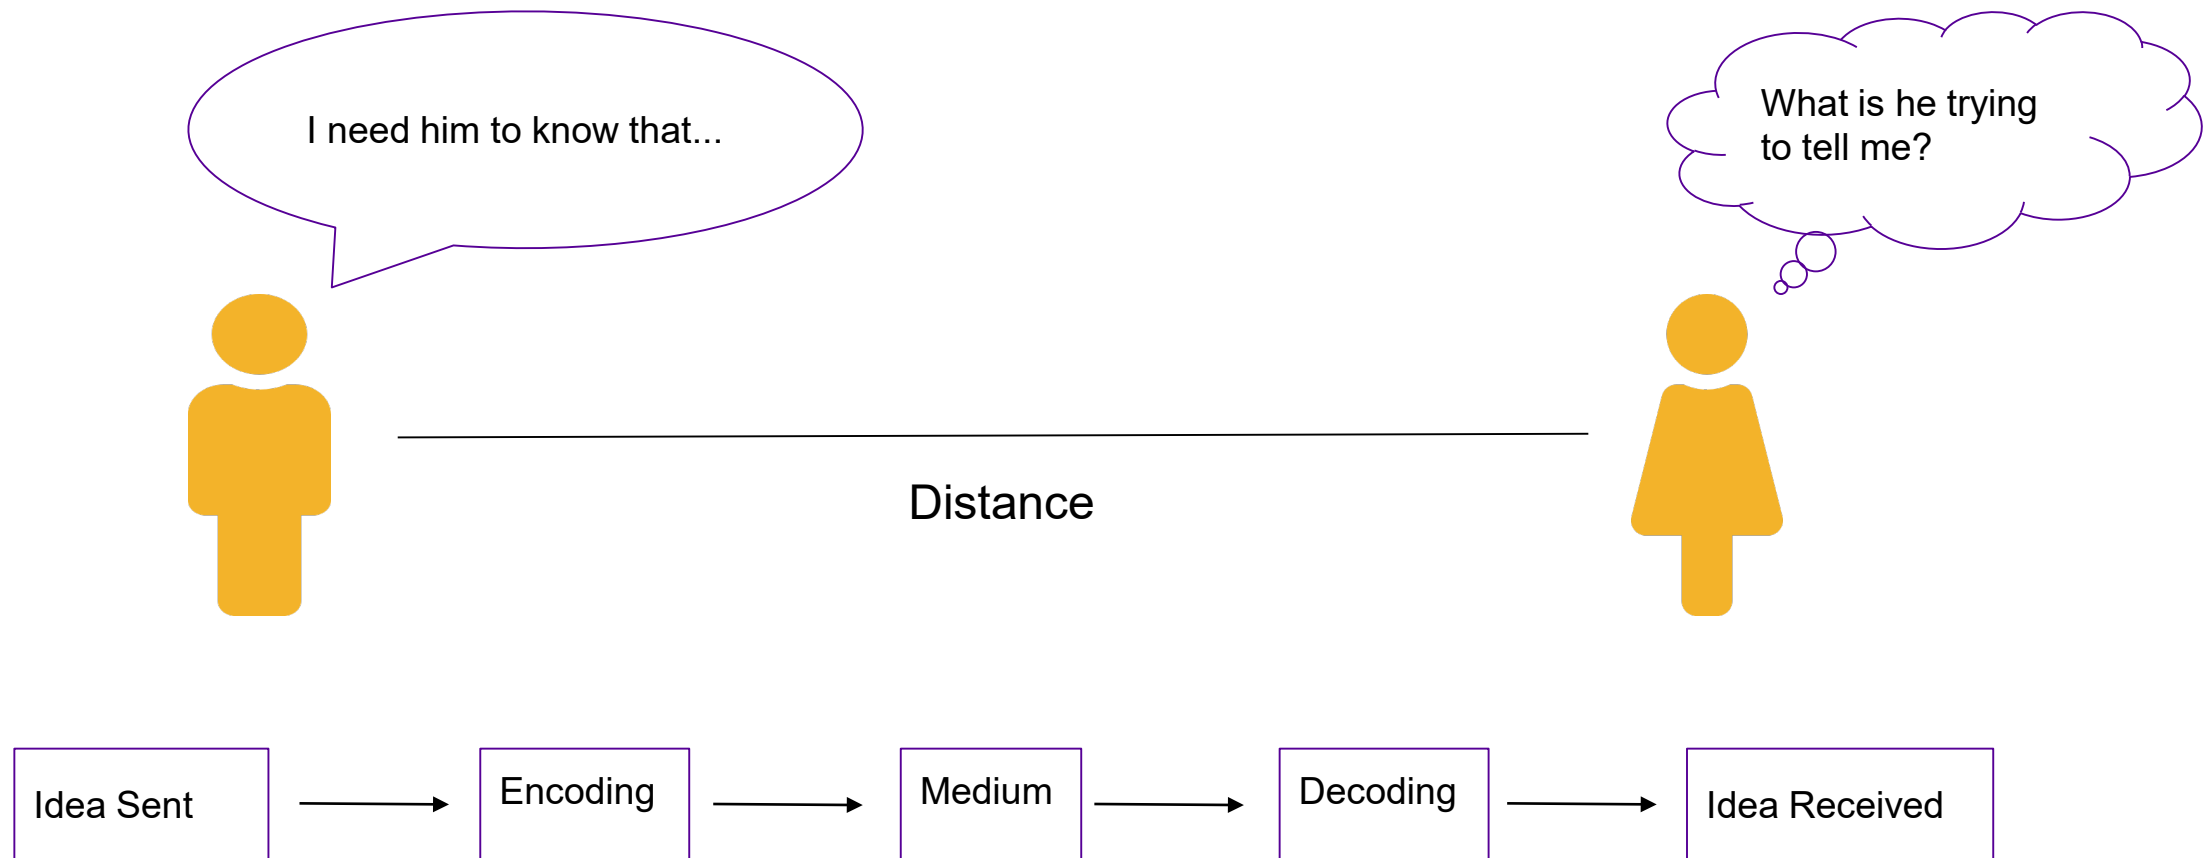 I need him to know that...
What is he trying
to tell me?
Distance
Idea Sent
Encoding
Medium
Decoding
Idea Received